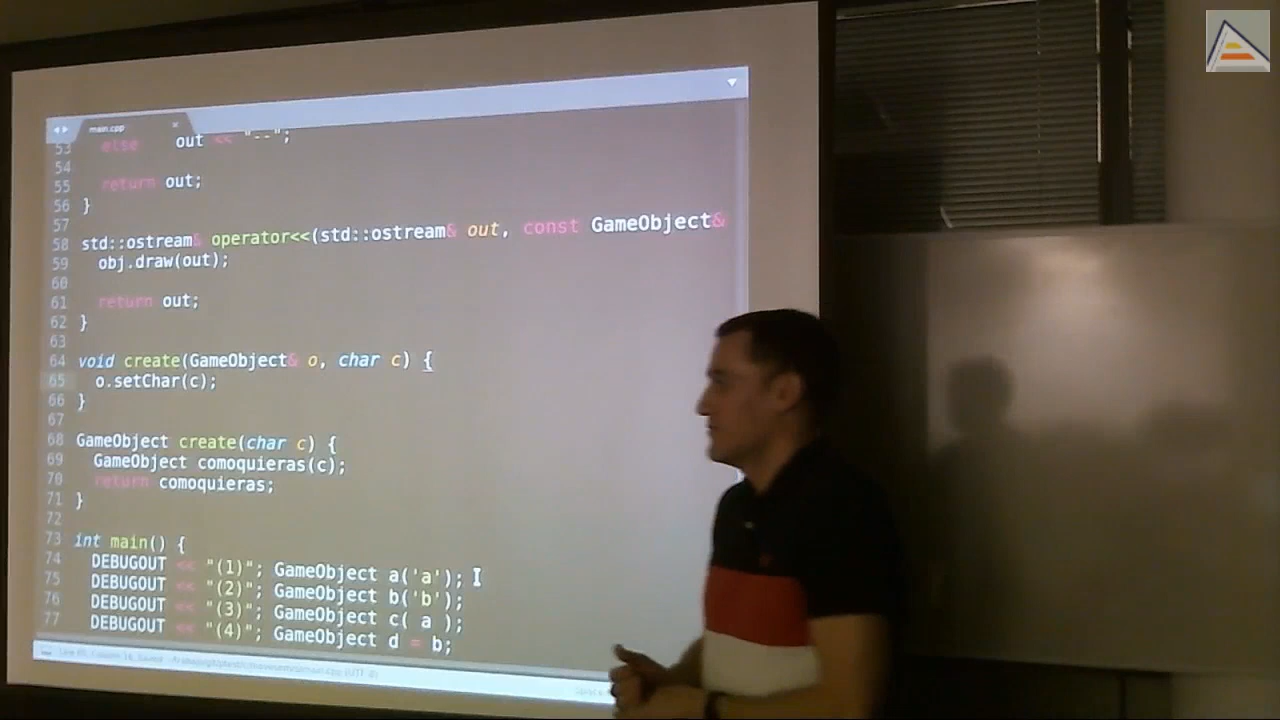 main.cpp ×
53 else out << "--";
54
55 return out;
56 }
57
58 std::ostream& operator<<(std::ostream& out, const GameObject&
59 obj.draw(out);
60
61 return out;
62 }
63
64 void create(GameObject& o, char c) {
65 o.setChar(c);
66 }
67
68 GameObject create(char c) {
69 GameObject comoquieras(c);
70 return comoquieras;
71 }
72
73 int main() {
74 DEBUGOUT << "(1)"; GameObject a('a');
75 DEBUGOUT << "(2)"; GameObject b('b');
76 DEBUGOUT << "(3)"; GameObject c( a );
77 DEBUGOUT << "(4)"; GameObject d = b;